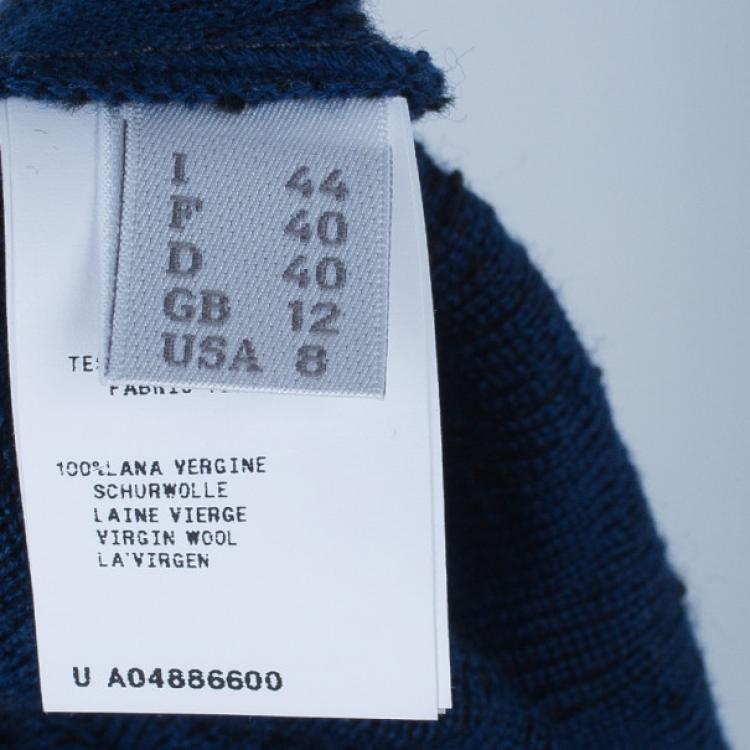 I 44
F 40
D 40
GB 12
USA 8
100%LANA VERGINE
SCHURWOLLE
LAINE VIERGE
VIRGIN WOOL
LA'VIRGEN
U A04886600